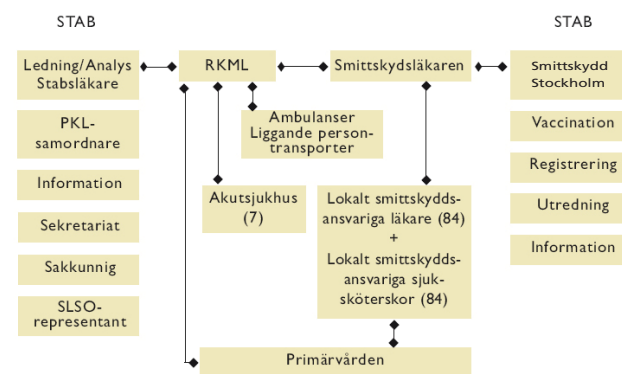 STAB
STAB
Ledning/Analys
Stabsläkare
RKML
Smittskydsläkaren
Smittskydd
Stockholm
PKL-
samordnare
Ambulanser
Liggande person-
transporter
Vaccination
Information
Registrering
Akutsjukhus
(7)
Lokalt smittskydds-
ansvariga läkare (84)
+
Lokalt smittskydds-
ansvariga sjuk-
sköterskor (84)
Sekretariat
Utredning
Sakkunnig
Information
SLSO-
representant
Primärvården